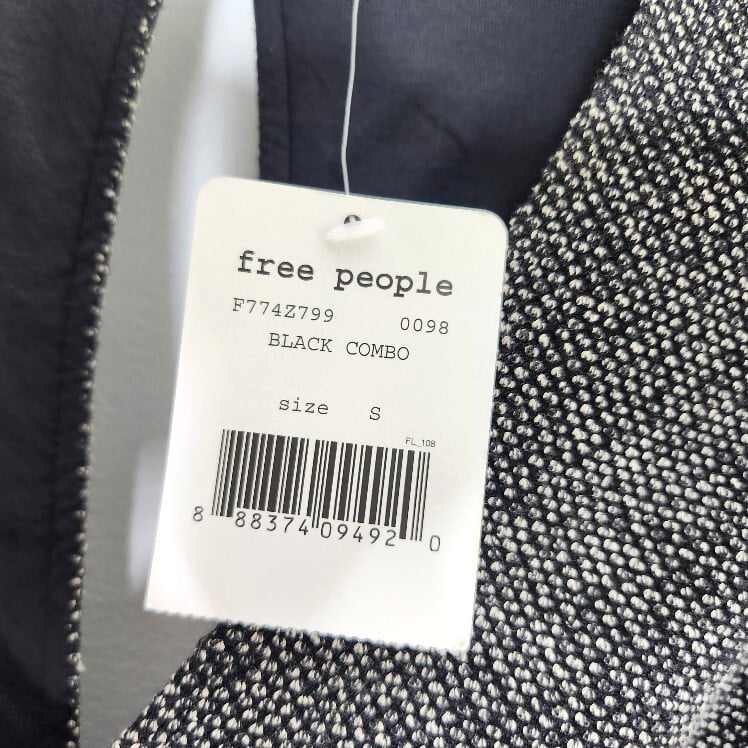 free people
F774Z799 0098
BLACK COMBO
size S
FL_108
8 88374 09492 0